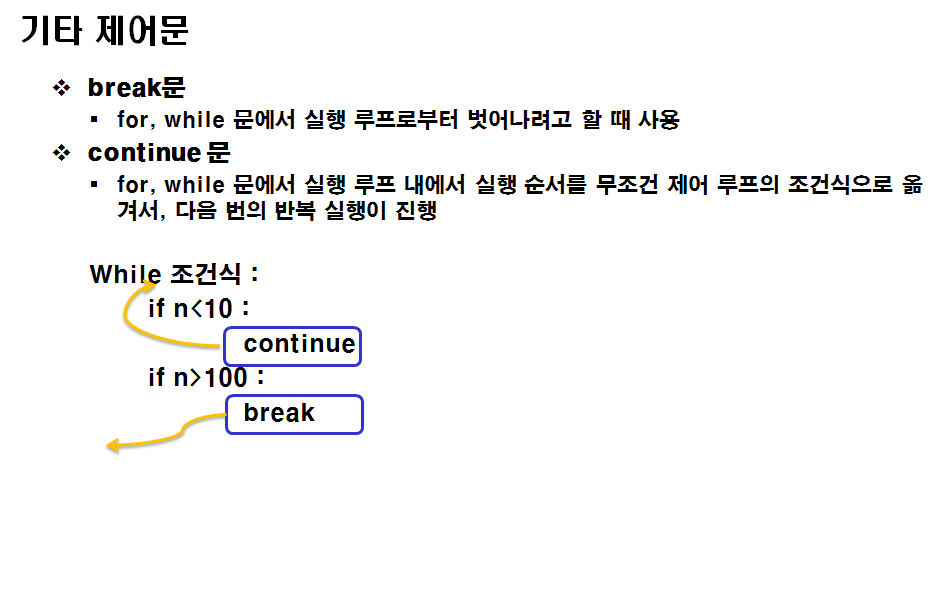 기타 제어문
❖ break문
▪ for, while 문에서 실행 루프로부터 벗어나려고 할 때 사용
❖ continue 문
▪ for, while 문에서 실행 루프 내에서 실행 순서를 무조건 제어 루프의 조건식으로 옮
겨서, 다음 번의 반복 실행이 진행
While 조건식 :
if n<10 :
continue
if n>100 :
break